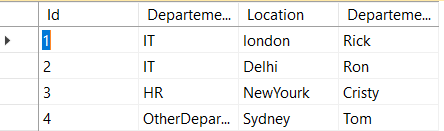 Id Departeme... Location Departeme...
1 IT london Rick
2 IT Delhi Ron
3 HR NewYourk Cristy
4 OtherDepar... Sydney Tom